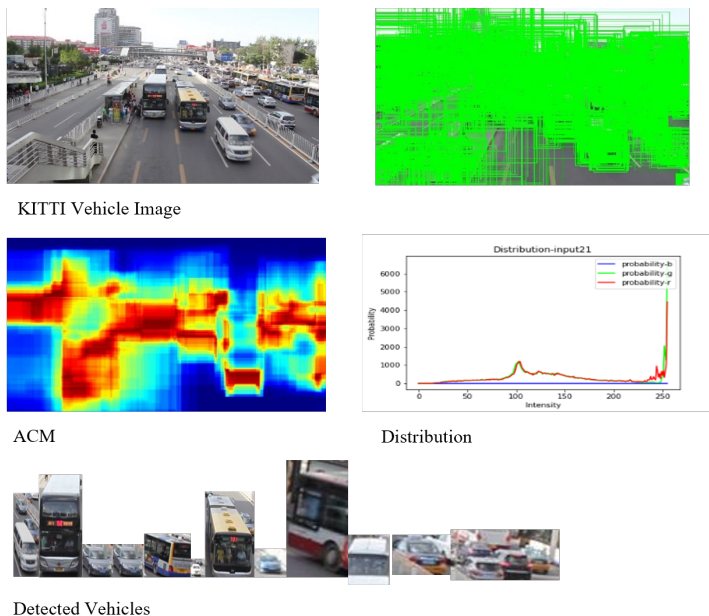 KITTI Vehicle Image
Distribution-input21
probability-b
probability-g
probability-r
Probability
6000
5000
4000
3000
2000
1000
0
0 50 100 150 200 250
Intensity
ACM
Distribution
Detected Vehicles